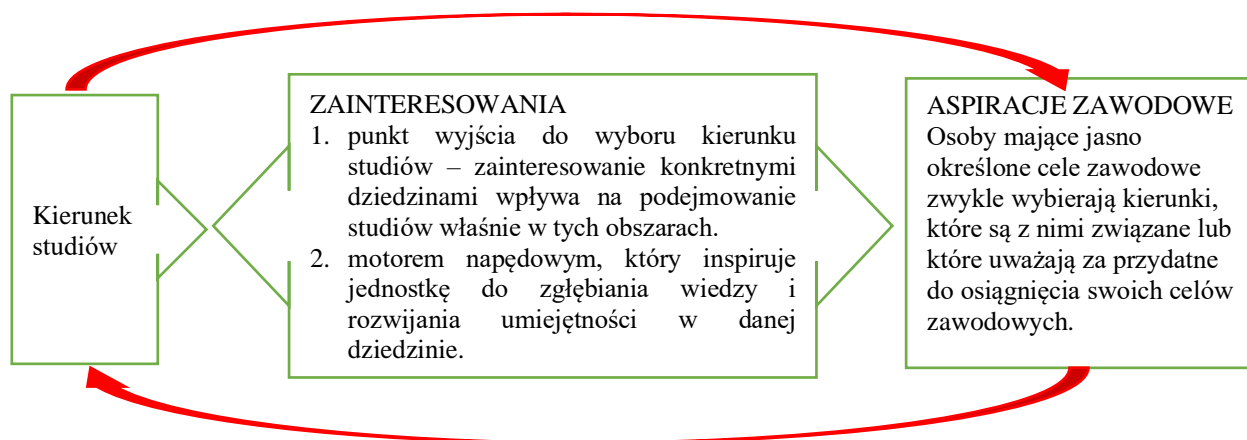 Kierunek
studiów
ZAINTERESOWANIA
1. punkt wyjścia do wyboru kierunku
studiów – zainteresowanie konkretnymi
dziedzinami wpływa na podejmowanie
studiów właśnie w tych obszarach.
2. motorem napędowym, który inspiruje
jednostkę do zgłębiania wiedzy i
rozwijania umiejętności w danej
dziedzinie.
ASPIRACJE ZAWODOWE
Osoby mające jasno
określone cele zawodowe
zwykle wybierają kierunki,
które są z nimi związane lub
które uważają za przydatne
do osiągnięcia swoich celów
zawodowych.